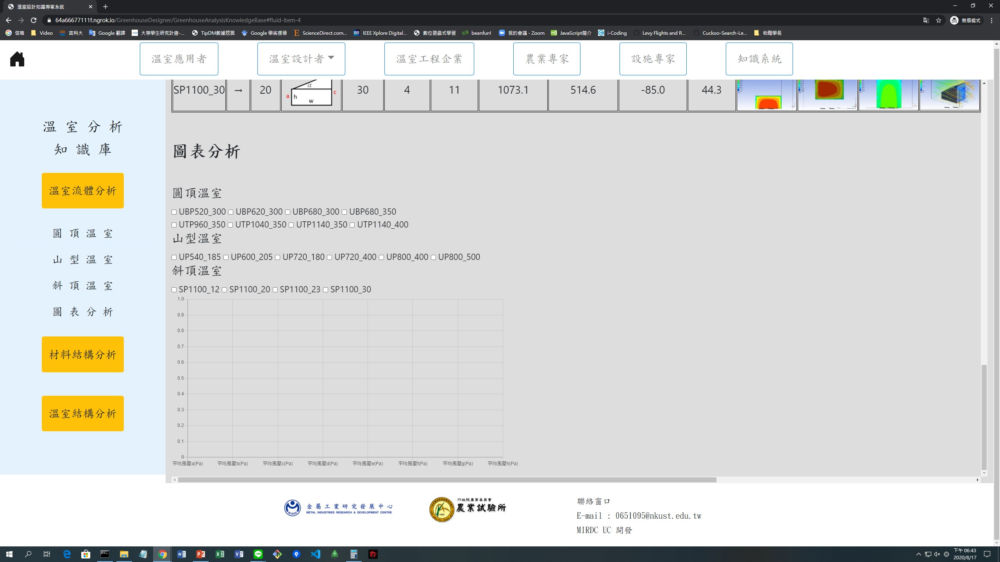 溫室設計知識專家系統
64a66677111f.ngrok.io/GreenhouseDesigner/GreenhouseAnalysisKnowledgeBase#fluid-item-4
無痕模式
信箱 Video 高科大 Google 翻譯 大專學生研究計畫-... TipDM數據挖掘 Google 學術搜尋 ScienceDirect.com... IEEE Xplore Digital... 數位遊戲式學習 beanfun! 我的會議 - Zoom JavaScript簡介 i-Coding Levy Flights and R... Cuckoo-Search-Le... 柏翰學長
溫室應用者 溫室設計者 溫室工程企業 農業專家 設施專家 知識系統
溫室分析
知識庫
溫室流體分析
圓頂溫室
山型溫室
斜頂溫室
圖表分析
材料結構分析
溫室結構分析
SP1100_30 → 20 α a h w c 30 4 11 1073.1 514.6 -85.0 44.3
圖表分析
圓頂溫室
UBP520_300 UBP620_300 UBP680_300 UBP680_350
UTP960_350 UTP1040_350 UTP1140_350 UTP1140_400
山型溫室
UP540_185 UP600_205 UP720_180 UP720_400 UP800_400 UP800_500
斜頂溫室
SP1100_12 SP1100_20 SP1100_23 SP1100_30
1.0
0.9
0.8
0.7
0.6
0.5
0.4
0.3
0.2
0.1
0
平均風壓a(Pa) 平均風壓b(Pa) 平均風壓c(Pa) 平均風壓d(Pa) 平均風壓e(Pa) 平均風壓f(Pa) 平均風壓g(Pa) 平均風壓h(Pa)
MIRDC
金屬工業研究發展中心
METAL INDUSTRIES RESEARCH & DEVELOPMENT CENTRE
行政院農業委員會
農業試驗所
1895
聯絡窗口
E-mail : 0651095@nkust.edu.tw
MIRDC UC 開發
下午 06:43
2020/8/17